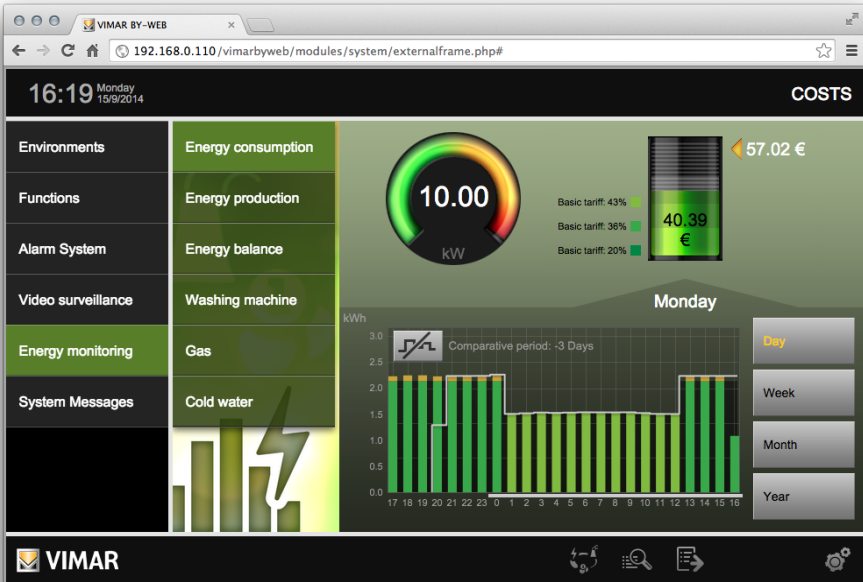 VIMAR BY-WEB
192.168.0.110/vimarbyweb/modules/system/externalframe.php#
16:19
Monday
15/9/2014
COSTS
Environments
Functions
Alarm System
Video surveillance
Energy monitoring
System Messages
Energy consumption
Energy production
Energy balance
Washing machine
Gas
Cold water
10.00
kW
Basic tariff: 43%
Basic tariff: 36%
Basic tariff: 20%
57.02 €
40.39
€
Monday
kWh
Comparative period: -3 Days
3.0
2.5
2.0
1.5
1.0
0.5
0.0
17 18 19 20 21 22 23 0 1 2 3 4 5 6 7 8 9 10 11 12 13 14 15 16
Day
Week
Month
Year
VIMAR